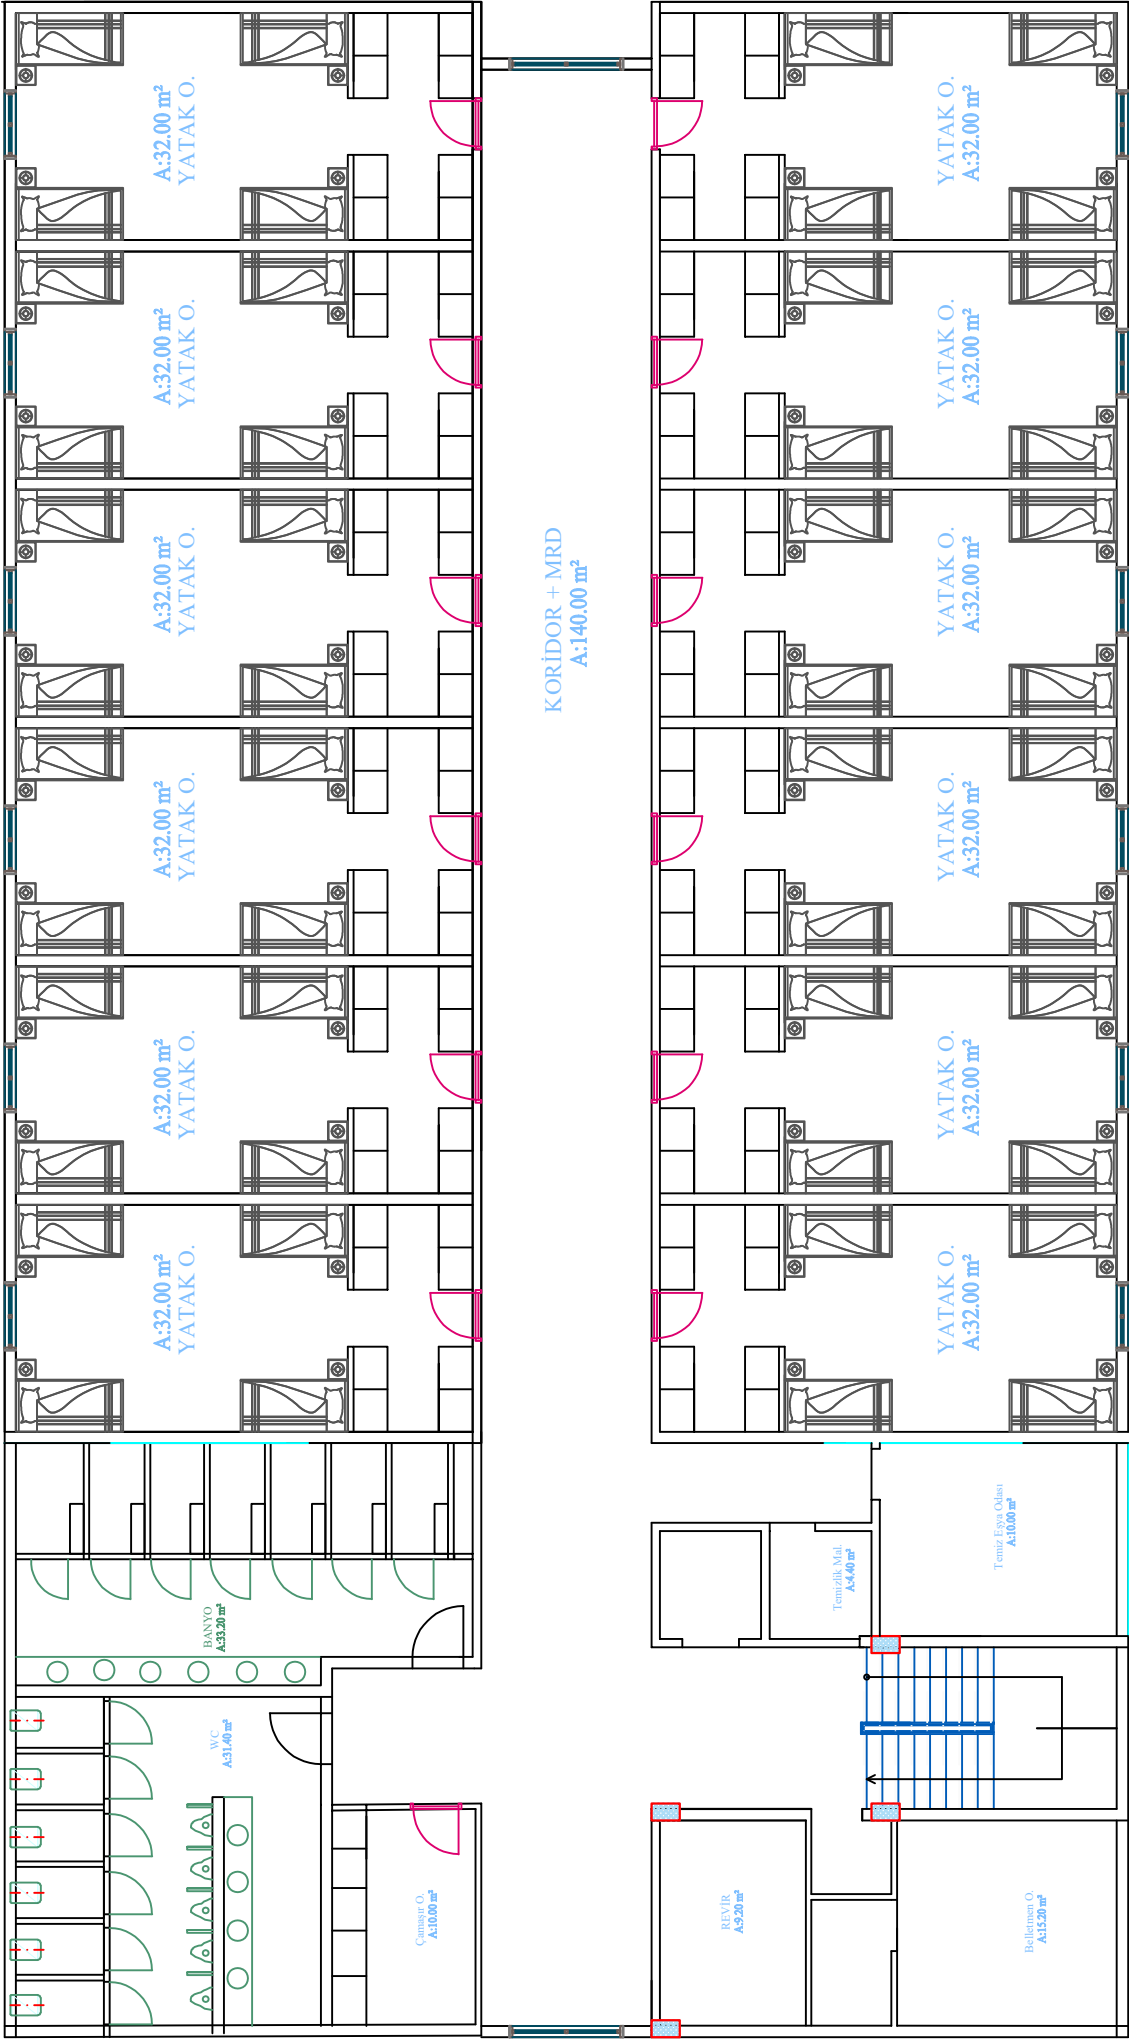 A:32.00 m²
YATAK O.
YATAK O.
A:32.00 m²
A:32.00 m²
YATAK O.
YATAK O.
A:32.00 m²
A:32.00 m²
YATAK O.
KORİDOR + MRD
A:140.00 m²
YATAK O.
A:32.00 m²
A:32.00 m²
YATAK O.
YATAK O.
A:32.00 m²
A:32.00 m²
YATAK O.
YATAK O.
A:32.00 m²
A:32.00 m²
YATAK O.
YATAK O.
A:32.00 m²
BANYO
A:33.20 m²
Temizlik Mal.
A:4.40 m²
Temiz Eşya Odası
A:10.00 m²
WC
A:31.40 m²
Çamaşır O.
A:10.00 m²
REVİR
A:9.20 m²
Belletmen O.
A:15.20 m²